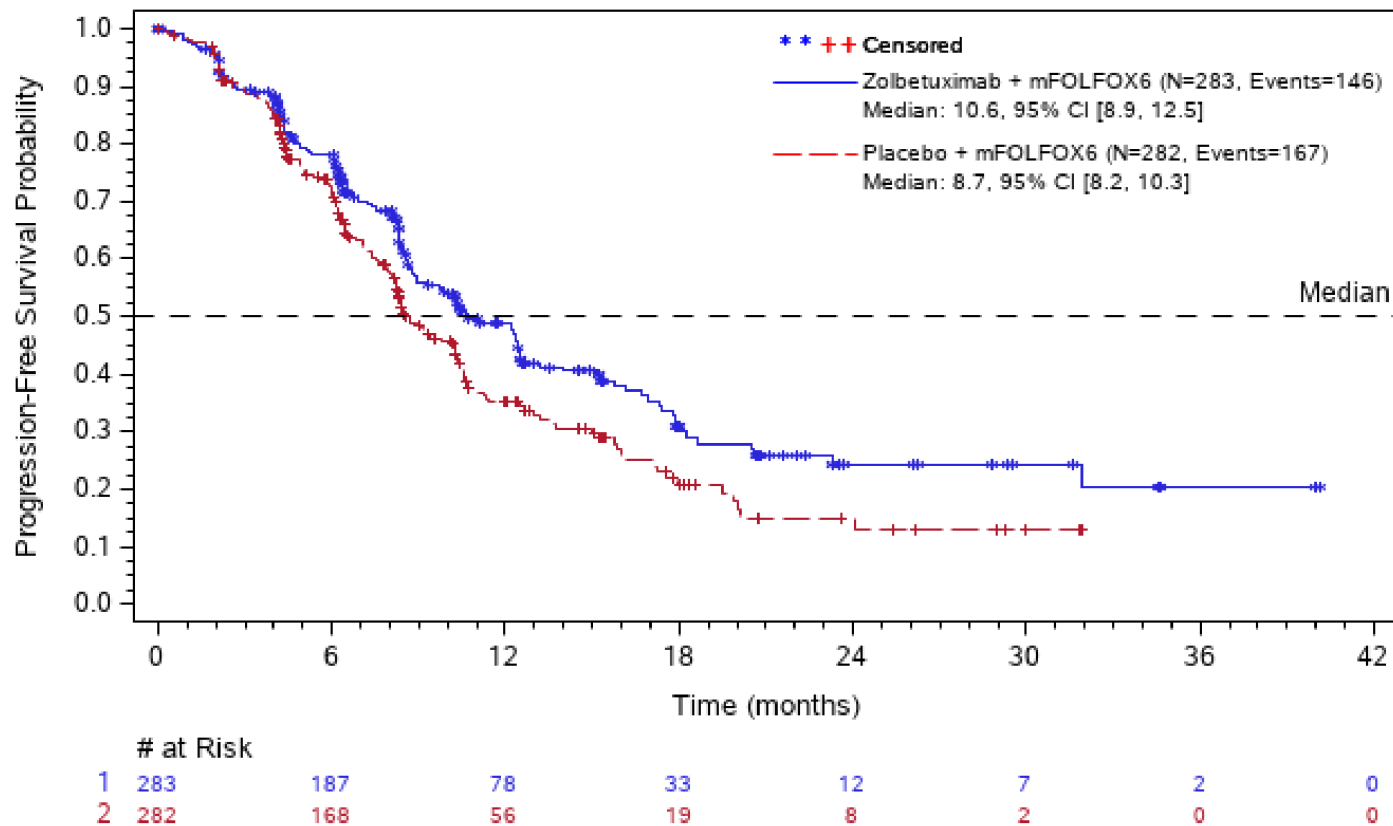 Censored
Zolbetuximab + mFOLFOX6 (N=283, Events=146)
Median: 10.6, 95% CI [8.9, 12.5]
Placebo + mFOLFOX6 (N=282, Events=167)
Median: 8.7, 95% CI [8.2, 10.3]
Median
Progression-Free Survival Probability
1.0
0.9
0.8
0.7
0.6
0.5
0.4
0.3
0.2
0.1
0.0
0 6 12 18 24 30 36 42
Time (months)
# at Risk
1 283 187 78 33 12 7 2 0
2 282 168 56 19 8 2 0 0